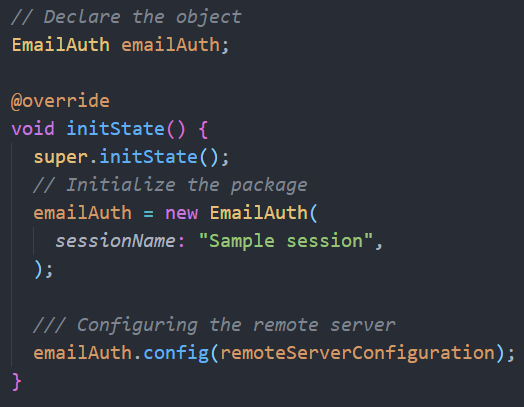 // Declare the object
EmailAuth emailAuth;
@override
void initState() {
super.initState();
// Initialize the package
emailAuth = new EmailAuth(
sessionName: "Sample session",
);
/// Configuring the remote server
emailAuth.config(remoteServerConfiguration);
}